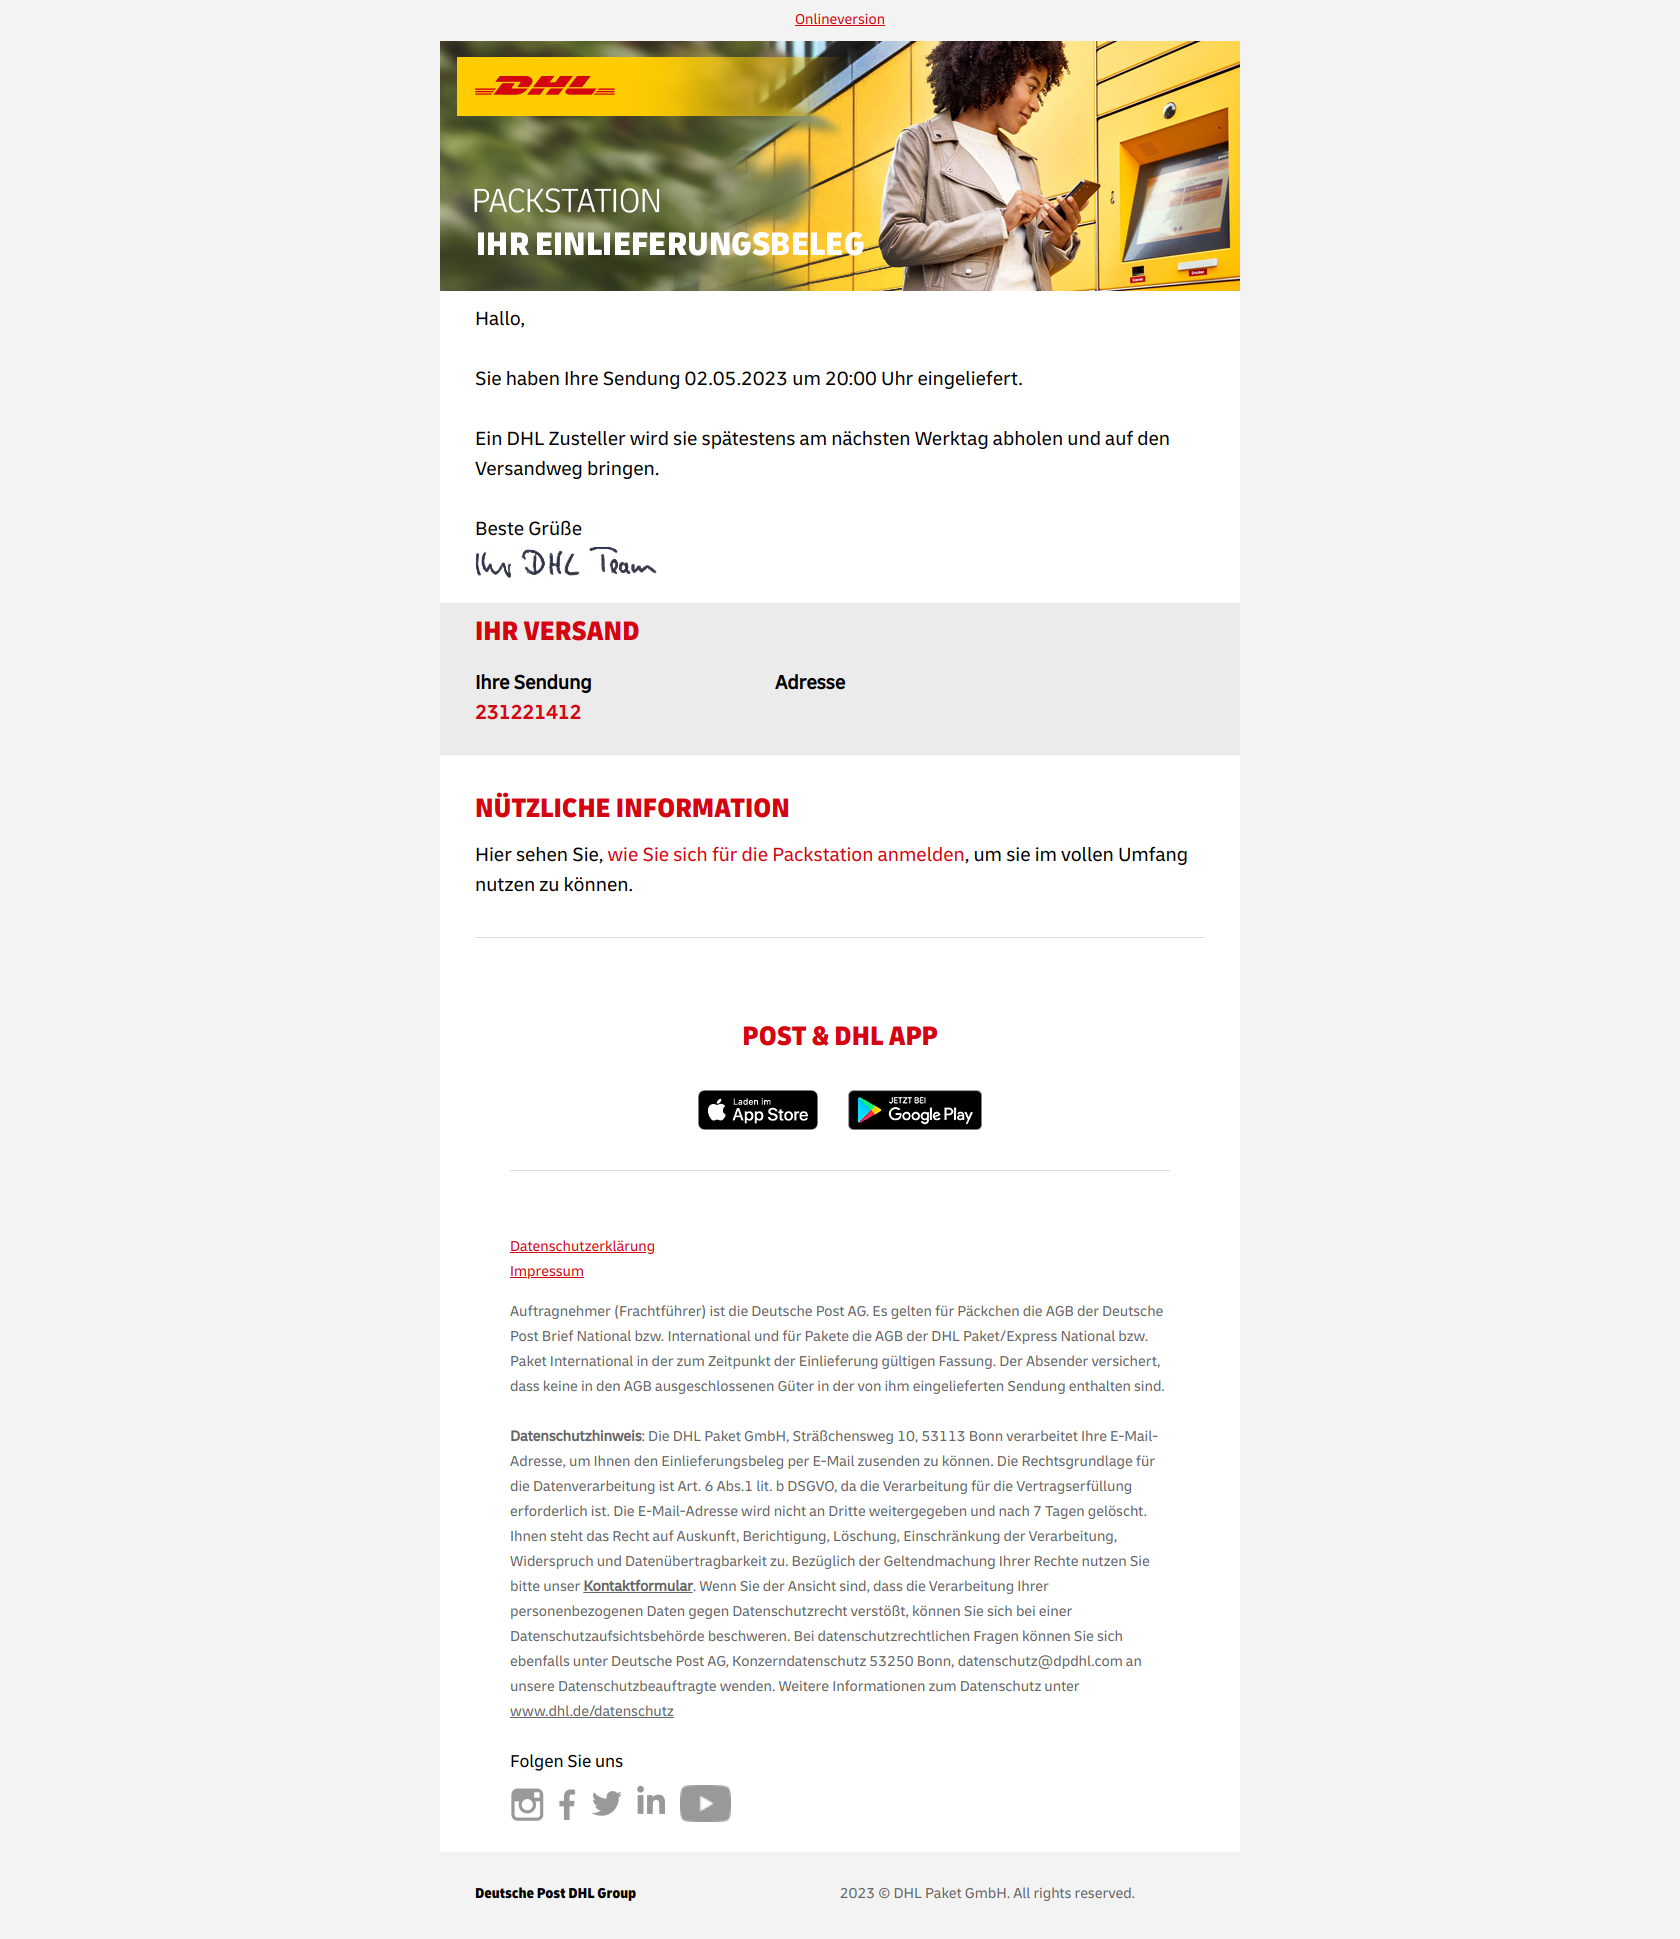 Onlineversion
DHL
PACKSTATION
IHR EINLIEFERUNGSBELEG
Hallo,
Sie haben Ihre Sendung 02.05.2023 um 20:00 Uhr eingeliefert.
Ein DHL Zusteller wird sie spätestens am nächsten Werktag abholen und auf den
Versandweg bringen.
Beste Grüße
Ihr DHL Team
IHR VERSAND
Ihre Sendung Adresse
231221412
NÜTZLICHE INFORMATION
Hier sehen Sie, wie Sie sich für die Packstation anmelden, um sie im vollen Umfang
nutzen zu können.
POST & DHL APP
Laden im
App Store
JETZT BEI
Google Play
Datenschutzerklärung
Impressum
Auftragnehmer (Frachtführer) ist die Deutsche Post AG. Es gelten für Päckchen die AGB der Deutsche
Post Brief National bzw. International und für Pakete die AGB der DHL Paket/Express National bzw.
Paket International in der zum Zeitpunkt der Einlieferung gültigen Fassung. Der Absender versichert,
dass keine in den AGB ausgeschlossenen Güter in der von ihm eingelieferten Sendung enthalten sind.
Datenschutzhinweis: Die DHL Paket GmbH, Sträßchensweg 10, 53113 Bonn verarbeitet Ihre E-Mail-
Adresse, um Ihnen den Einlieferungsbeleg per E-Mail zusenden zu können. Die Rechtsgrundlage für
die Datenverarbeitung ist Art. 6 Abs.1 lit. b DSGVO, da die Verarbeitung für die Vertragserfüllung
erforderlich ist. Die E-Mail-Adresse wird nicht an Dritte weitergegeben und nach 7 Tagen gelöscht.
Ihnen steht das Recht auf Auskunft, Berichtigung, Löschung, Einschränkung der Verarbeitung,
Widerspruch und Datenübertragbarkeit zu. Bezüglich der Geltendmachung Ihrer Rechte nutzen Sie
bitte unser Kontaktformular. Wenn Sie der Ansicht sind, dass die Verarbeitung Ihrer
personenbezogenen Daten gegen Datenschutzrecht verstößt, können Sie sich bei einer
Datenschutzaufsichtsbehörde beschweren. Bei datenschutzrechtlichen Fragen können Sie sich
ebenfalls unter Deutsche Post AG, Konzerndatenschutz 53250 Bonn, datenschutz@dpdhl.com an
unsere Datenschutzbeauftragte wenden. Weitere Informationen zum Datenschutz unter
www.dhl.de/datenschutz
Folgen Sie uns
in
Deutsche Post DHL Group 2023 © DHL Paket GmbH. All rights reserved.